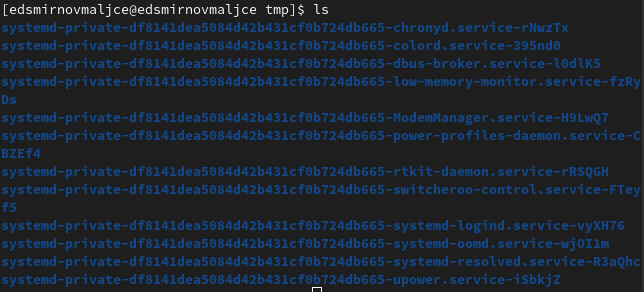 [edsmirnovmaljce@edsmirnovmaljce tmp]$ ls
systemd-private-df8141dea5084d42b431cf0b724db665-chronyd.service-rNwzTx
systemd-private-df8141dea5084d42b431cf0b724db665-colord.service-395nd0
systemd-private-df8141dea5084d42b431cf0b724db665-dbus-broker.service-l0dlK5
systemd-private-df8141dea5084d42b431cf0b724db665-low-memory-monitor.service-fzRy
Ds
systemd-private-df8141dea5084d42b431cf0b724db665-ModemManager.service-H9LwQ7
systemd-private-df8141dea5084d42b431cf0b724db665-power-profiles-daemon.service-C
BZEf4
systemd-private-df8141dea5084d42b431cf0b724db665-rtkit-daemon.service-rRSQGH
systemd-private-df8141dea5084d42b431cf0b724db665-switcheroo-control.service-FTey
f5
systemd-private-df8141dea5084d42b431cf0b724db665-systemd-logind.service-vyXH76
systemd-private-df8141dea5084d42b431cf0b724db665-systemd-oomd.service-wjOI1m
systemd-private-df8141dea5084d42b431cf0b724db665-systemd-resolved.service-R3aQhc
systemd-private-df8141dea5084d42b431cf0b724db665-upower.service-iSbkjZ